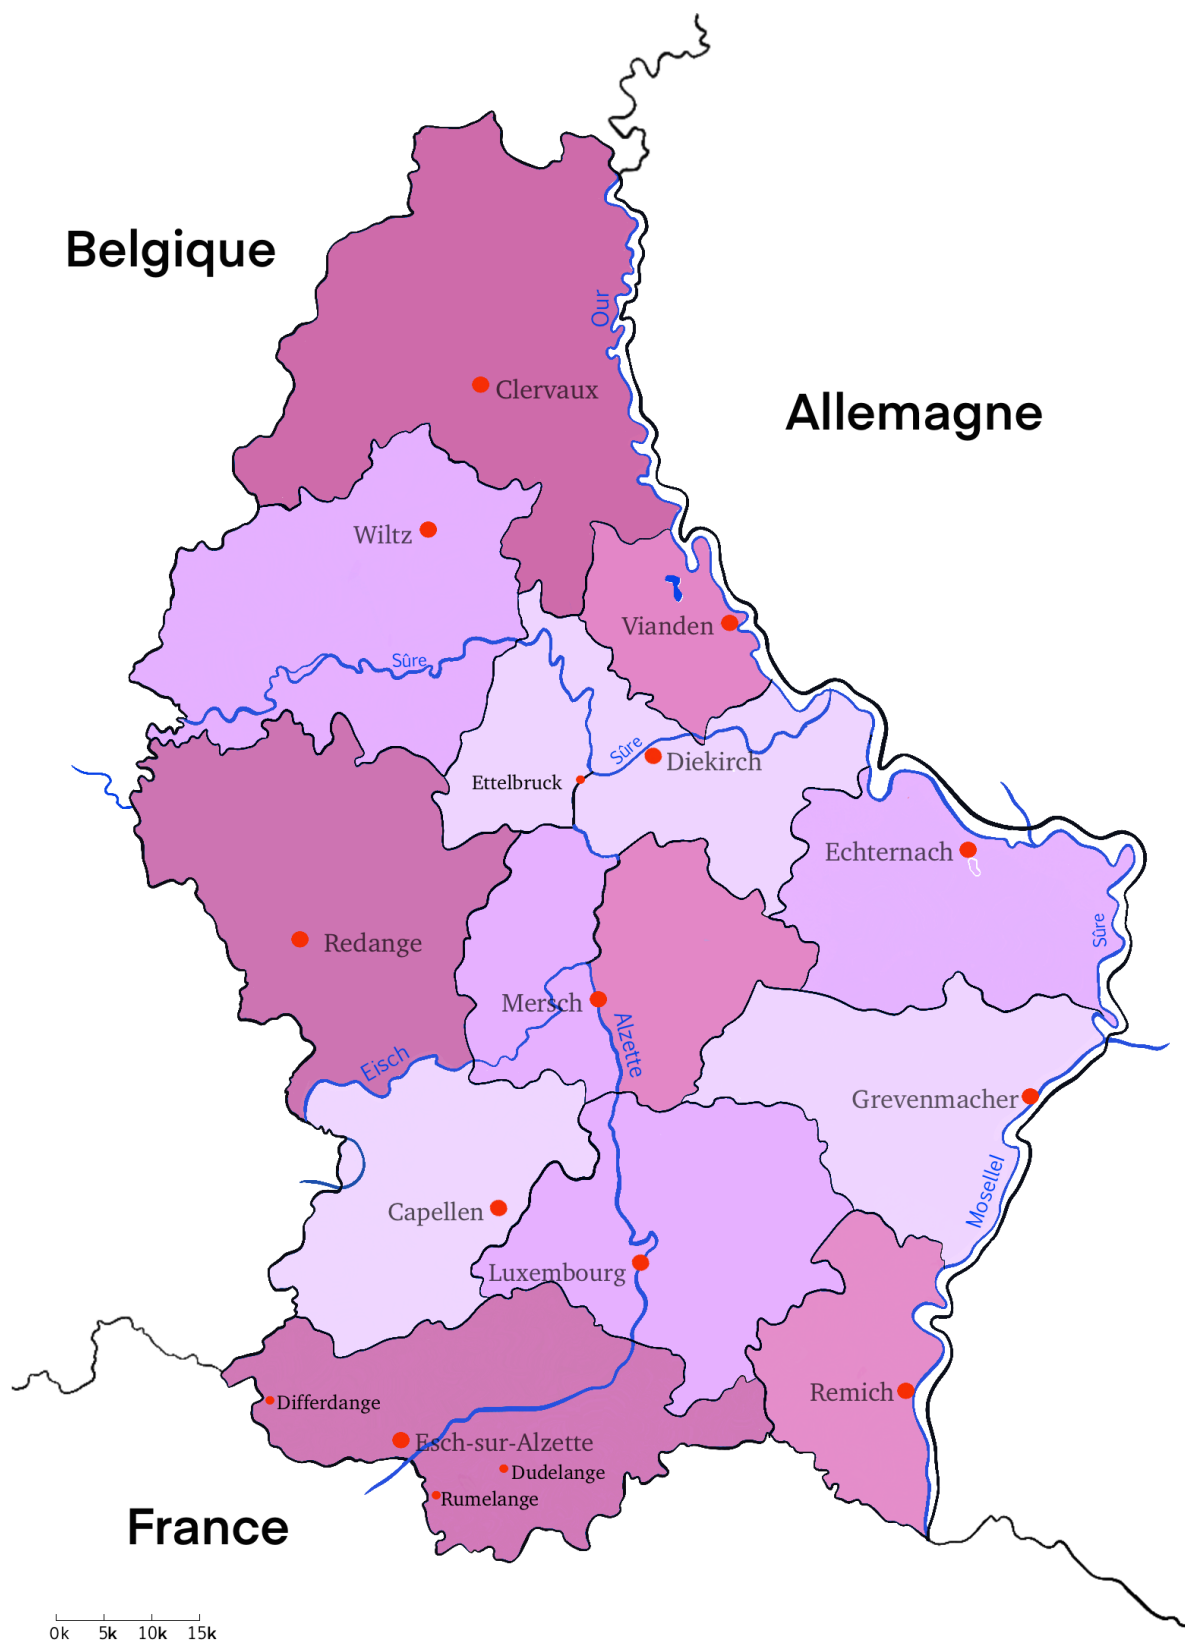 Belgique
Our
Clervaux
Allemagne
Wiltz
Vianden
Sûre
Sûre
Diekirch
Ettelbruck
Echternach
Sûre
Redange
Mersch
Alzette
Eisch
Grevenmacher
Mosellel
Capellen
Luxembourg
Remich
Differdange
Esch-sur-Alzette
Dudelange
Rumelange
France
0k 5k 10k 15k